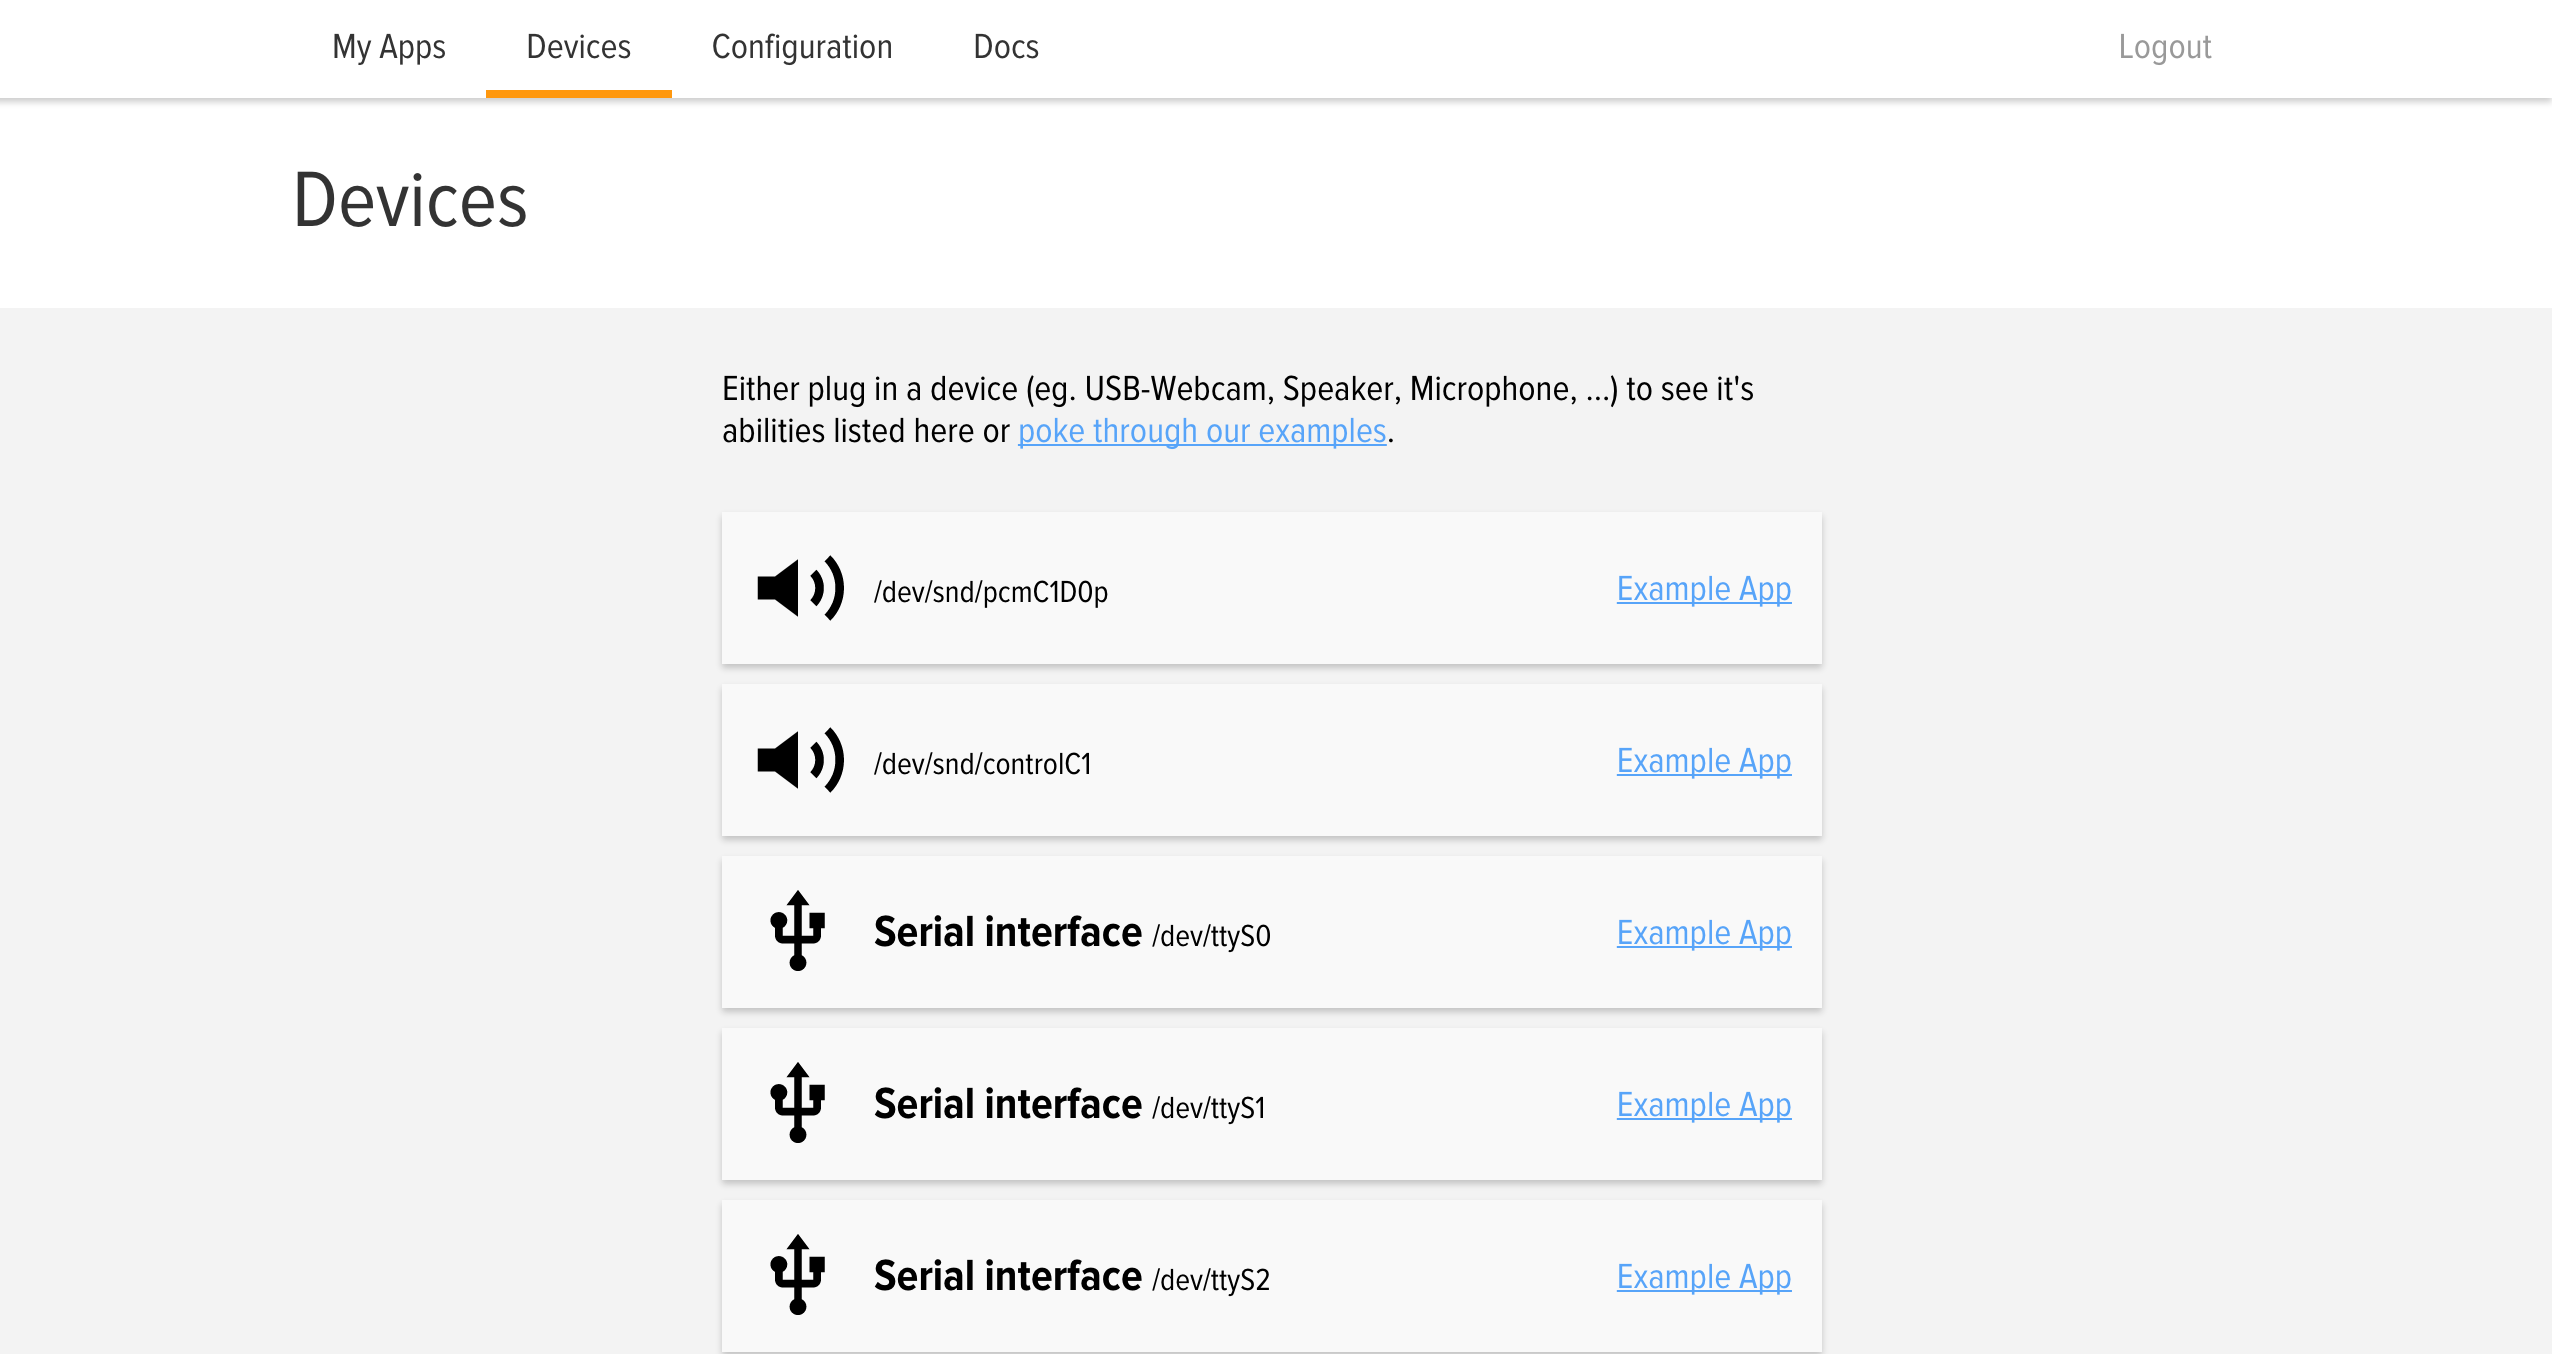 My Apps Devices Configuration Docs Logout
Devices
Either plug in a device (eg. USB-Webcam, Speaker, Microphone, ...) to see it's
abilities listed here or poke through our examples.
/dev/snd/pcmC1D0p Example App
/dev/snd/controlC1 Example App
Serial interface /dev/ttyS0 Example App
Serial interface /dev/ttyS1 Example App
Serial interface /dev/ttyS2 Example App